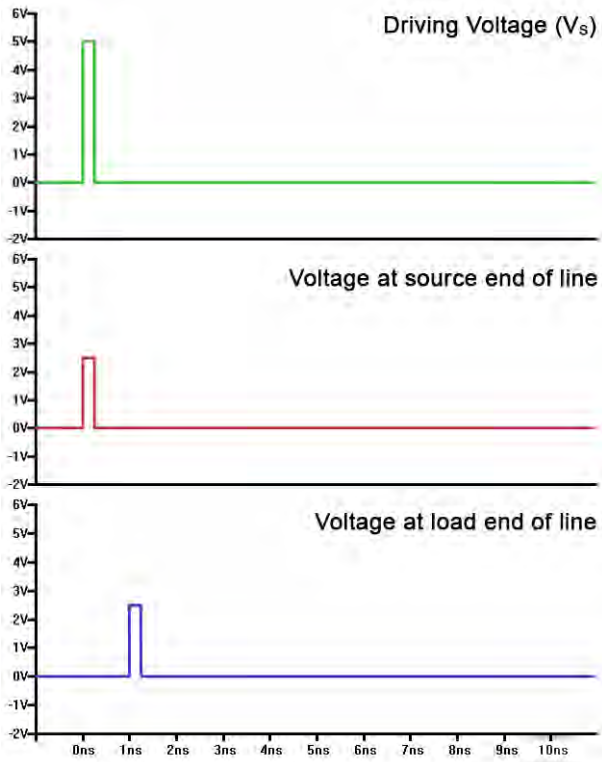 Driving Voltage (Vs)
6V
5V
4V
3V
2V
1V
0V
-1V
-2V
Voltage at source end of line
6V
5V
4V
3V
2V
1V
0V
-1V
-2V
Voltage at load end of line
6V
5V
4V
3V
2V
1V
0V
-1V
-2V
0ns 1ns 2ns 3ns 4ns 5ns 6ns 7ns 8ns 9ns 10ns